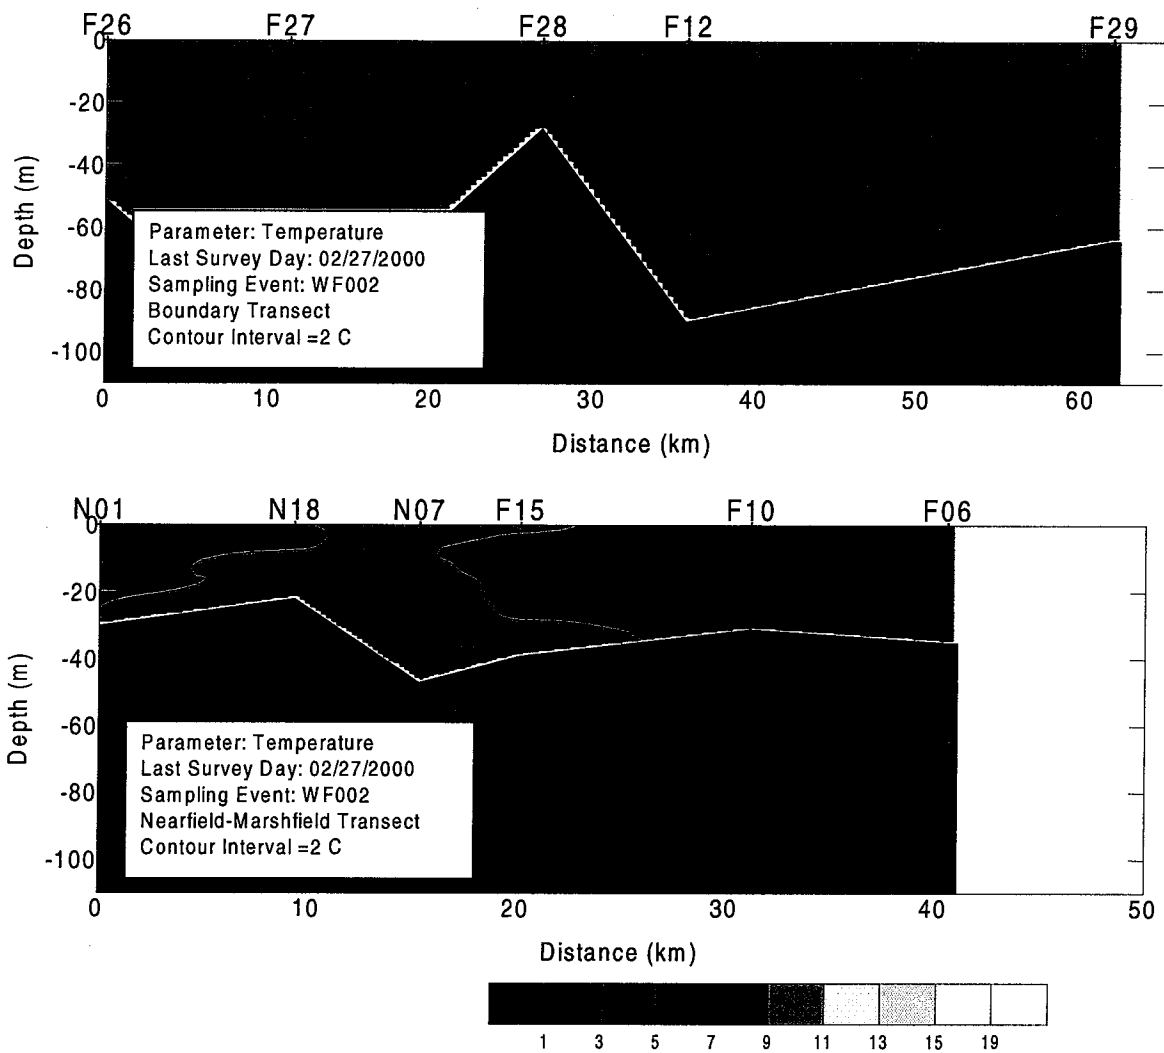 F26 F27 F28 F12 F29
0
-20
-40
-60
-80
-100
Depth (m)
Parameter: Temperature
Last Survey Day: 02/27/2000
Sampling Event: WF002
Boundary Transect
Contour Interval =2 C
0 10 20 30 40 50 60
Distance (km)
N01 N18 N07 F15 F10 F06
0
-20
-40
-60
-80
-100
Depth (m)
Parameter: Temperature
Last Survey Day: 02/27/2000
Sampling Event: WF002
Nearfield-Marshfield Transect
Contour Interval =2 C
0 10 20 30 40 50
Distance (km)
1 3 5 7 9 11 13 15 19